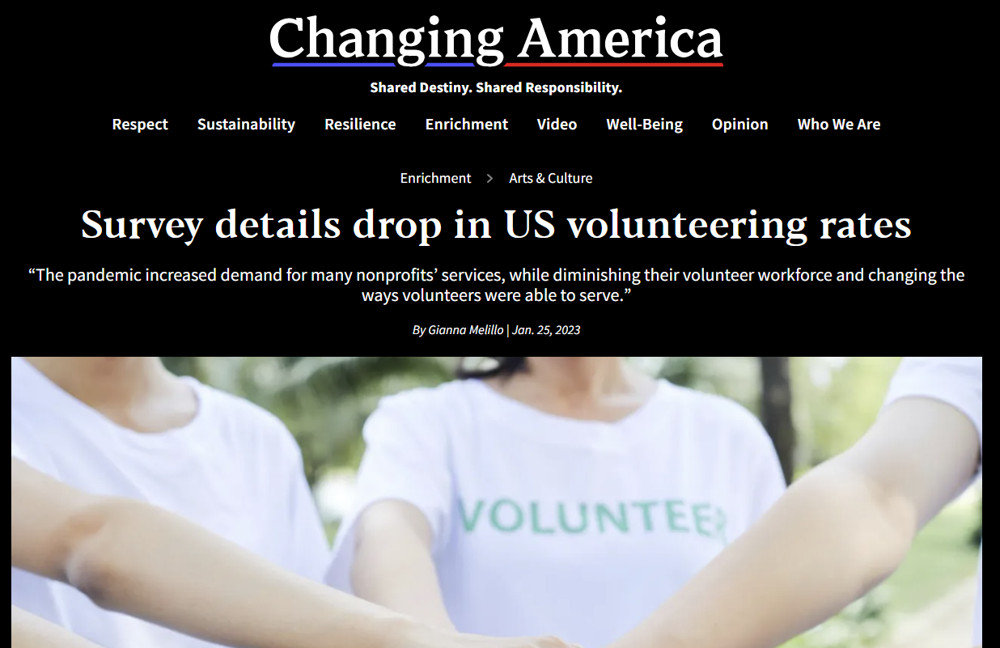 Changing America
Shared Destiny. Shared Responsibility.
Respect Sustainability Resilience Enrichment Video Well-Being Opinion Who We Are
Enrichment > Arts & Culture
Survey details drop in US volunteering rates
“The pandemic increased demand for many nonprofits’ services, while diminishing their volunteer workforce and changing the
ways volunteers were able to serve.”
By Gianna Melillo | Jan. 25, 2023
VOLUNTEER